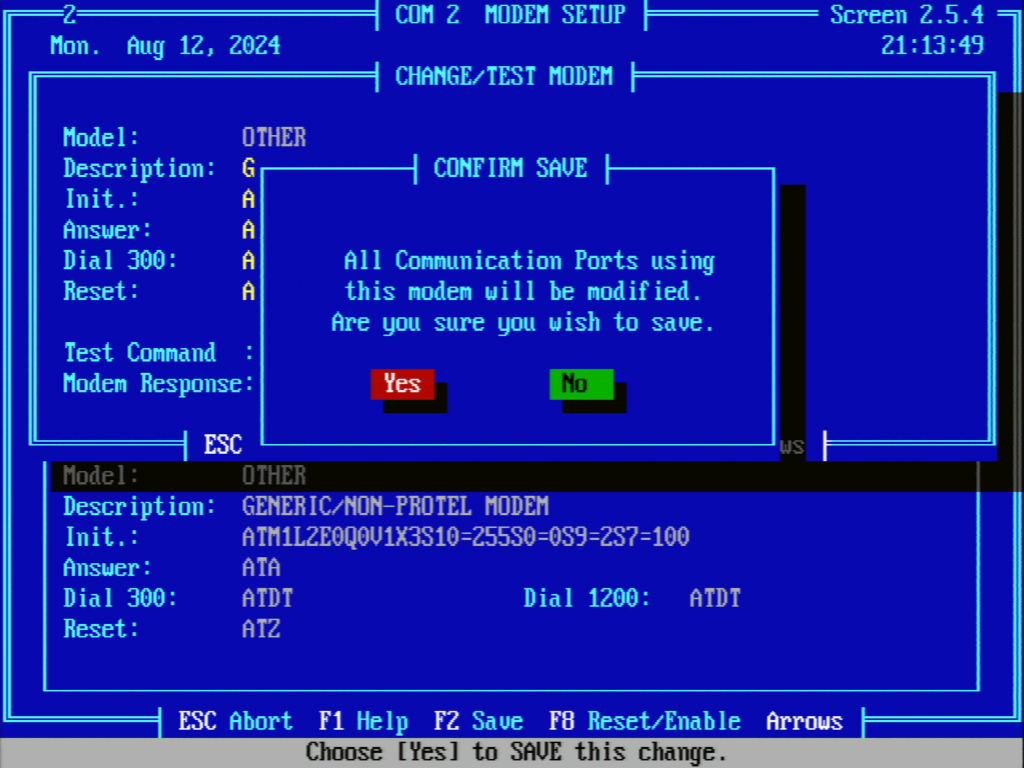 2 COM 2 MODEM SETUP Screen 2.5.4
Mon. Aug 12, 2024 21:13:49
CHANGE/TEST MODEM
Model: OTHER
Description: G
Init.: A
Answer: A
Dial 300: A
Reset: A
Test Command :
Modem Response:
CONFIRM SAVE
All Communication Ports using
this modem will be modified.
Are you sure you wish to save.
Yes No
ESC ws
Model: OTHER
Description: GENERIC/NON-PROTEL MODEM
Init.: ATM1L2E0Q0V1X3S10=255S0=0S9=2S7=100
Answer: ATA
Dial 300: ATDT Dial 1200: ATDT
Reset: ATZ
ESC Abort F1 Help F2 Save F8 Reset/Enable Arrows
Choose [Yes] to SAVE this change.